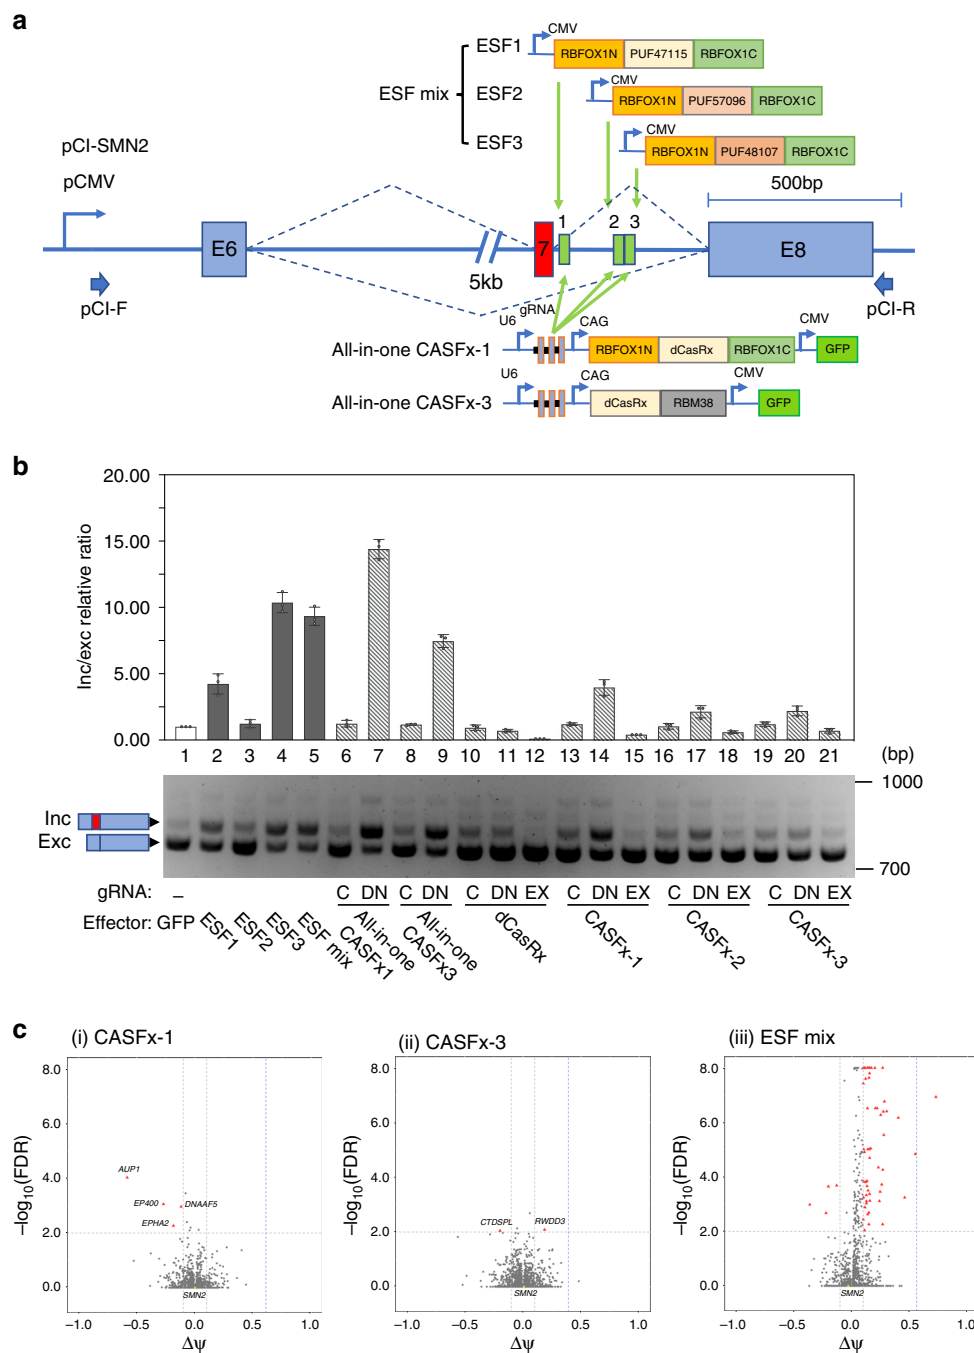 a
ESF mix
ESF1
CMV
RBFOX1N PUF47115 RBFOX1C
ESF2
CMV
RBFOX1N PUF57096 RBFOX1C
ESF3
CMV
RBFOX1N PUF48107 RBFOX1C
pCI-SMN2
pCMV
500bp
E6 7 1 2 3 E8
5kb
pCI-F
pCI-R
gRNA
All-in-one CASFx-1
U6 CAG CMV
RBFOX1N dCasRx RBFOX1C GFP
All-in-one CASFx-3
U6 CAG CMV
dCasRx RBM38 GFP
b
Inc/exc relative ratio
20.00
15.00
10.00
5.00
0.00
1 2 3 4 5 6 7 8 9 10 11 12 13 14 15 16 17 18 19 20 21 (bp)
1000
Inc
Exc
700
gRNA: – C DN C DN C DN EX C DN EX C DN EX C DN EX
Effector: GFP ESF1 ESF2 ESF3 ESF mix All-in-one CASFx1 All-in-one CASFx3 dCasRx CASFx-1 CASFx-2 CASFx-3
c
(i) CASFx-1
–log10(FDR)
8.0
6.0
4.0
2.0
0.0
AUP1
EP400
DNAAF5
EPHA2
SMN2
−1.0 −0.5 0.0 0.5 1.0
Δψ
(ii) CASFx-3
–log10(FDR)
8.0
6.0
4.0
2.0
0.0
CTDSPL
RWDD3
SMN2
−1.0 −0.5 0.0 0.5 1.0
Δψ
(iii) ESF mix
–log10(FDR)
8.0
6.0
4.0
2.0
0.0
SMN2
−1.0 −0.5 0.0 0.5 1.0
Δψ